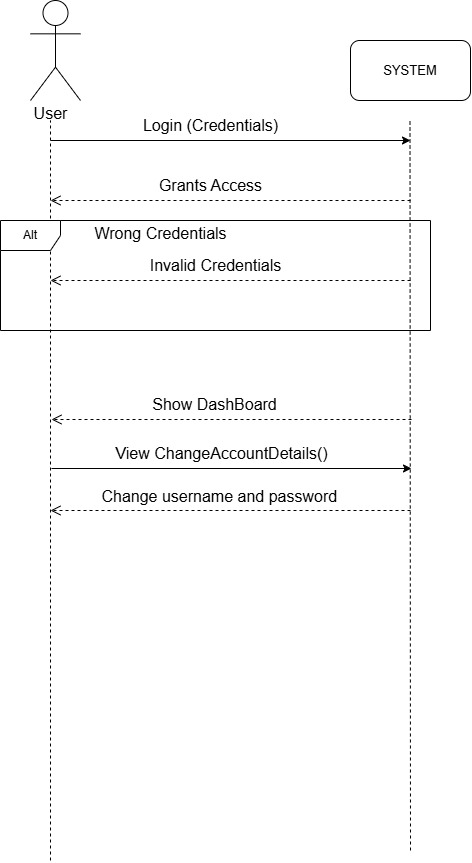 SYSTEM
User
Login (Credentials)
Grants Access
Alt
Wrong Credentials
Invalid Credentials
Show DashBoard
View ChangeAccountDetails()
Change username and password